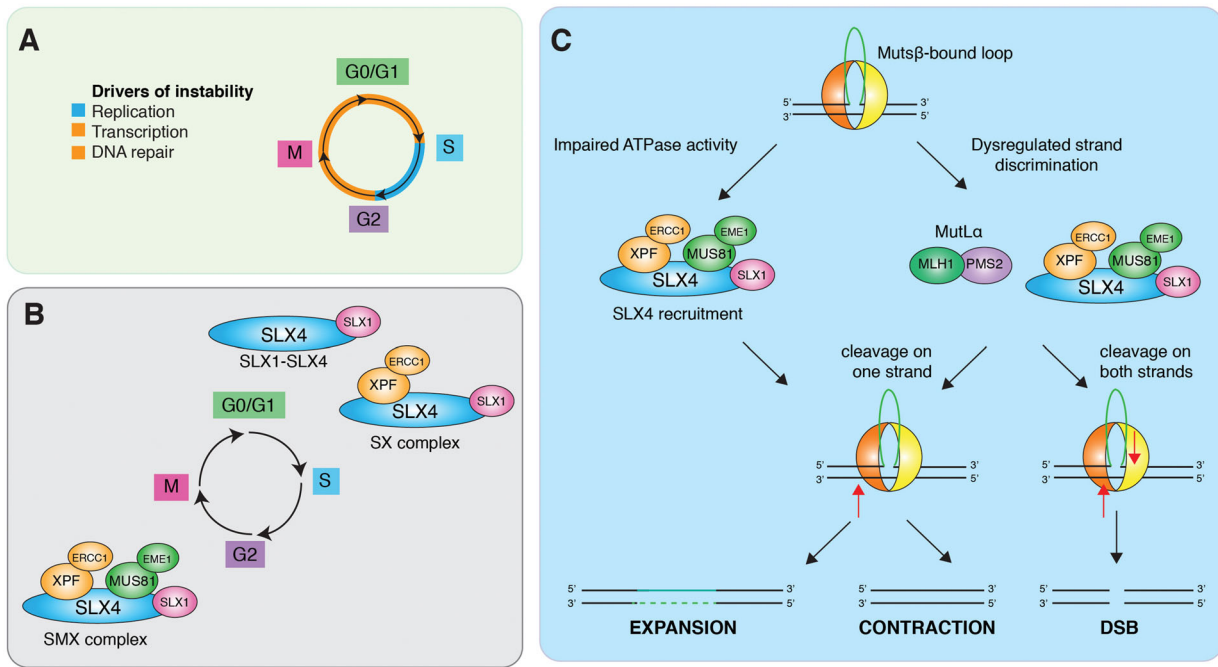 A
Drivers of instability
Replication
Transcription
DNA repair
G0/G1
S
G2
M
B
SLX4
SLX1
SLX1-SLX4
ERCC1
XPF
SLX4
SLX1
SX complex
G0/G1
S
G2
M
ERCC1
EME1
XPF
MUS81
SLX4
SLX1
SMX complex
C
Mutsβ-bound loop
5’ 3’
3’ 5’
Impaired ATPase activity
Dysregulated strand
discrimination
ERCC1
EME1
XPF
MUS81
SLX4
SLX1
SLX4 recruitment
MutLα
MLH1 PMS2
ERCC1
EME1
XPF
MUS81
SLX4
SLX1
cleavage on
one strand
cleavage on
both strands
5’ 3’
3’ 5’
5’ 3’
3’ 5’
5’ 3’
3’ 5’
EXPANSION
5’ 3’
3’ 5’
CONTRACTION
5’ 3’
3’ 5’
DSB